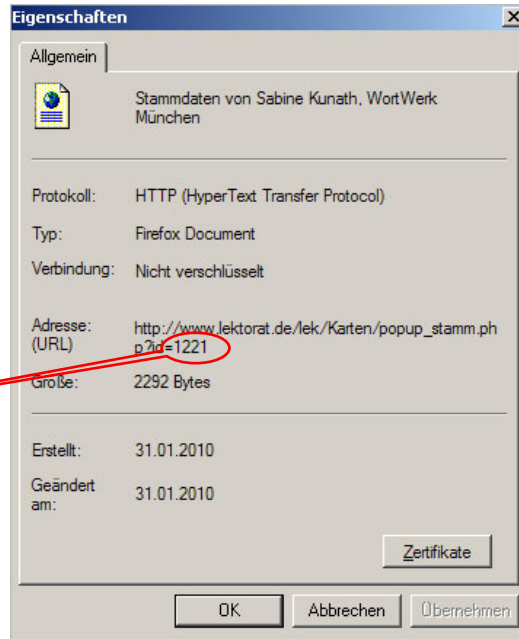 Eigenschaften
Allgemein
Stammdaten von Sabine Kunath, WortWerk
München
Protokoll: HTTP (HyperText Transfer Protocol)
Typ: Firefox Document
Verbindung: Nicht verschlüsselt
Adresse: http://www.lektorat.de/lek/Karten/popup_stamm.ph
(URL) p?id=1221
Größe: 2292 Bytes
Erstellt: 31.01.2010
Geändert
am: 31.01.2010
Zertifikate
OK Abbrechen Übernehmen